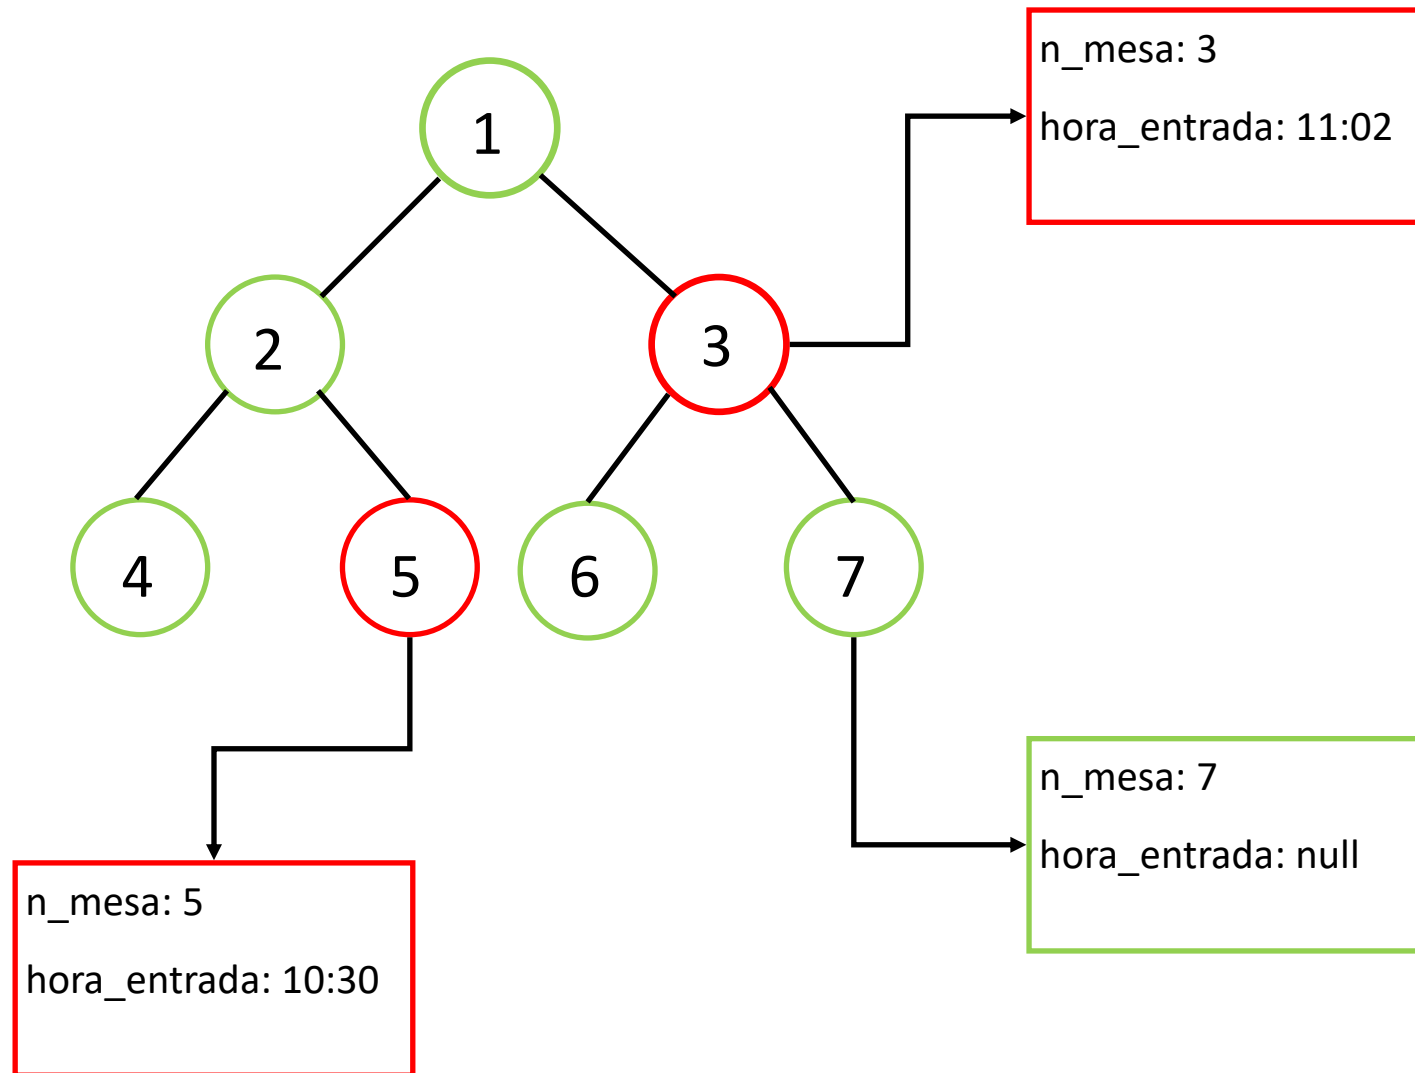 n_mesa: 3
hora_entrada: 11:02
1
2
3
4
5
6
7
n_mesa: 7
hora_entrada: null
n_mesa: 5
hora_entrada: 10:30